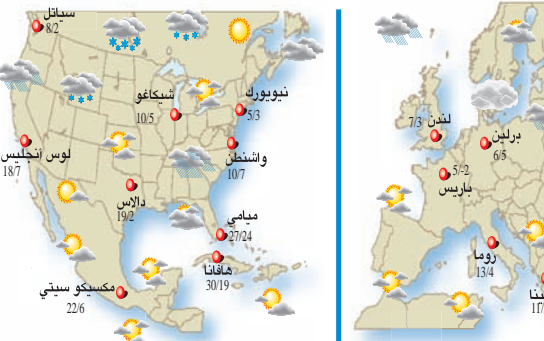 سياتل
8/2
شيكاغو
10/5
نيويورك
5/3
لوس انجليس
18/7
واشنطن
10/7
دالاس
19/2
ميامي
27/24
هافانا
30/19
مكسيكو سيتي
22/6
لندن
7/3
برلين
6/5
5/-2
باريس
روما
13/4